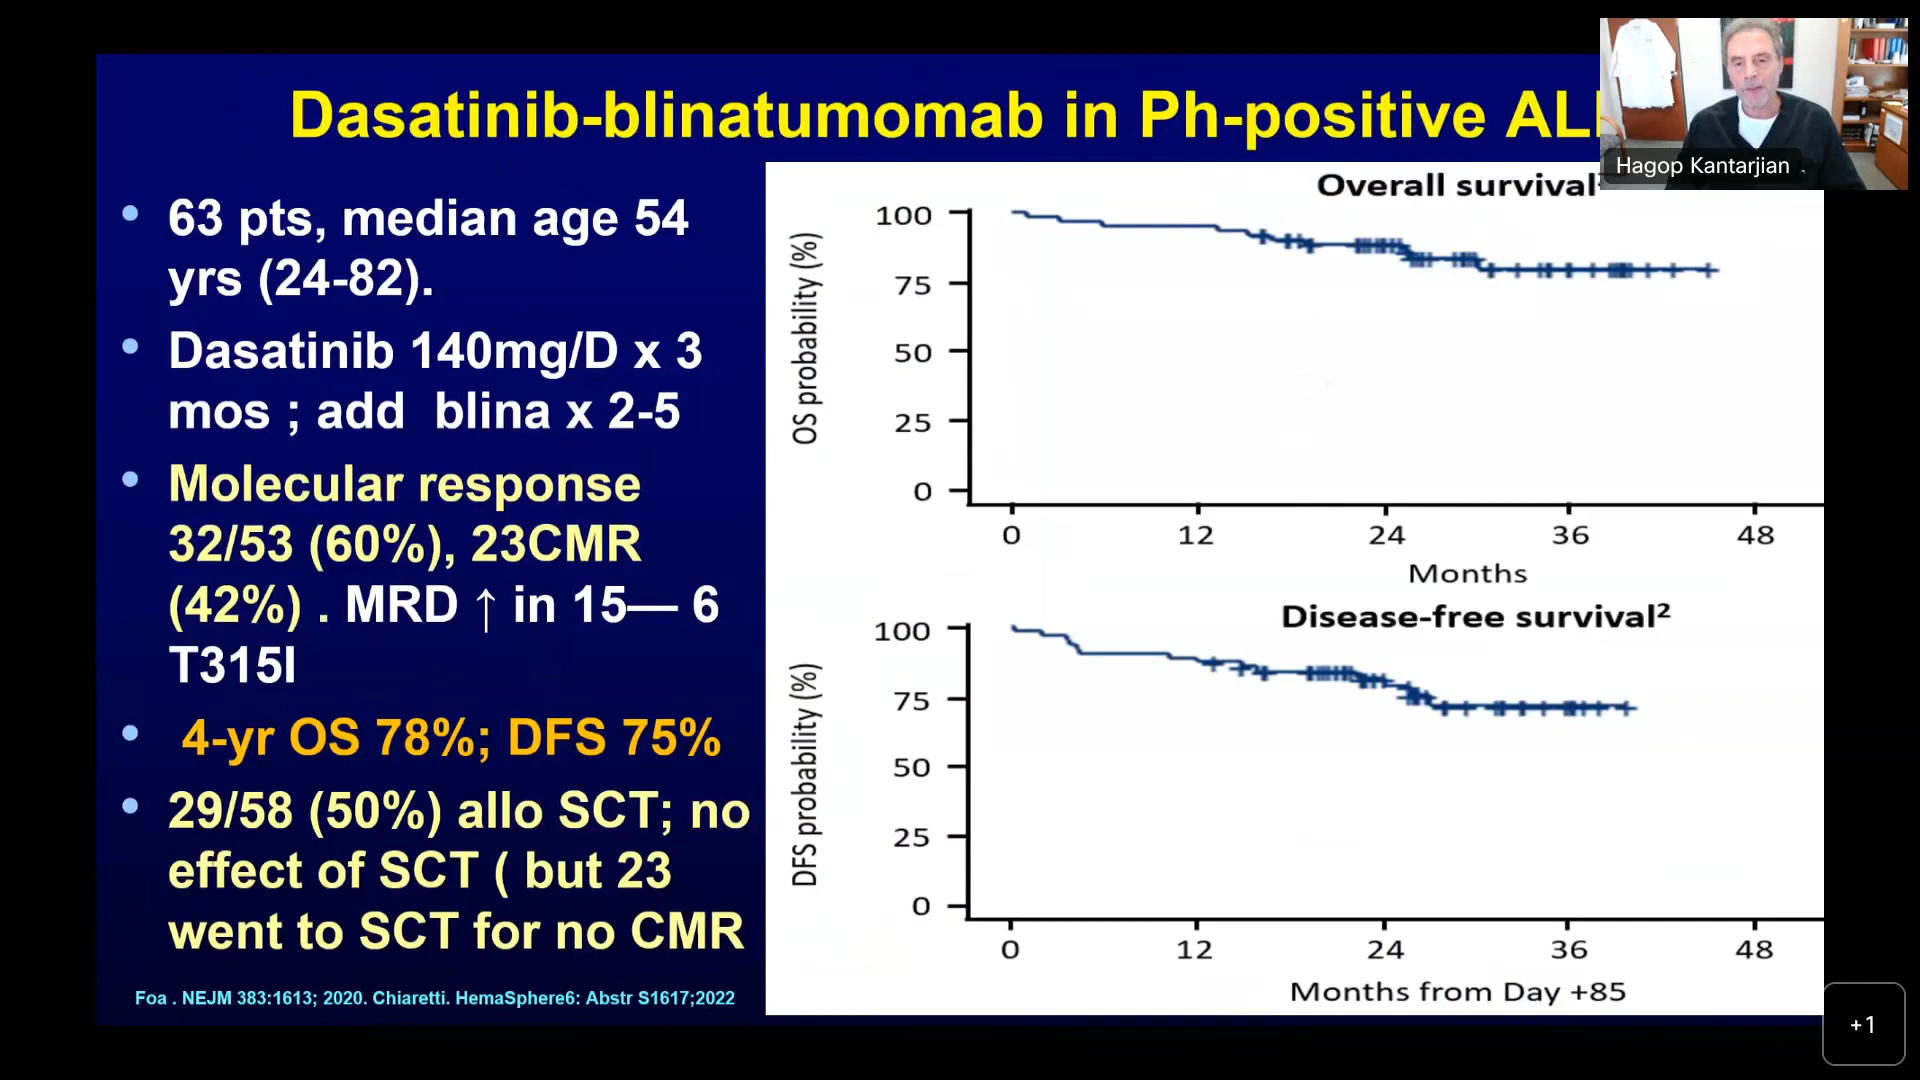 Dasatinib-blinatumomab in Ph-positive
Hagop Kantarjian
63 pts, median age 54
yrs (24-82).
Dasatinib 140mg/D x 3
mos ; add blina x 2-5
Molecular response
32/53 (60%), 23CMR
(42%) . MRD ↑ in 15— 6
T315I
4-yr OS 78%; DFS 75%
29/58 (50%) allo SCT; no
effect of SCT ( but 23
went to SCT for no CMR
Foa . NEJM 383:1613; 2020. Chiaretti. HemaSphere6: Abstr S1617;2022
Overall survival
OS probability (%)
100
75
50
25
0
0 12 24 36 48
Months
Disease-free survival²
DFS probability (%)
100
75
50
25
0
0 12 24 36 48
Months from Day +85
+1